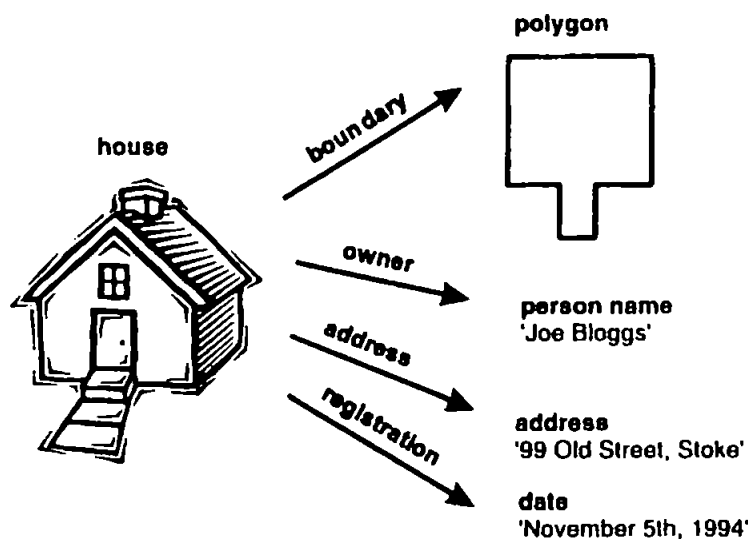 polygon
house
boundary
owner
person name
'Joe Bloggs'
address
address
'99 Old Street, Stoke'
registration
date
'November 5th, 1994'